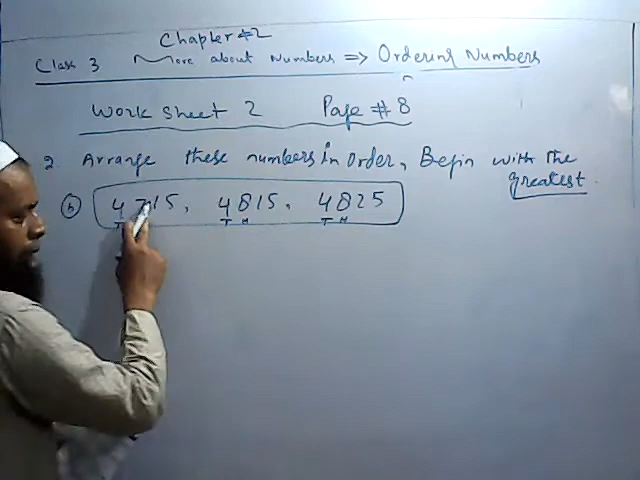 Chapter #2
Class 3 More about Numbers => Ordering Numbers
Work sheet 2 Page # 8
2 Arrange these numbers in order, Begin with the
greatest.
(b) 4715, 4815, 4825
T T H T H